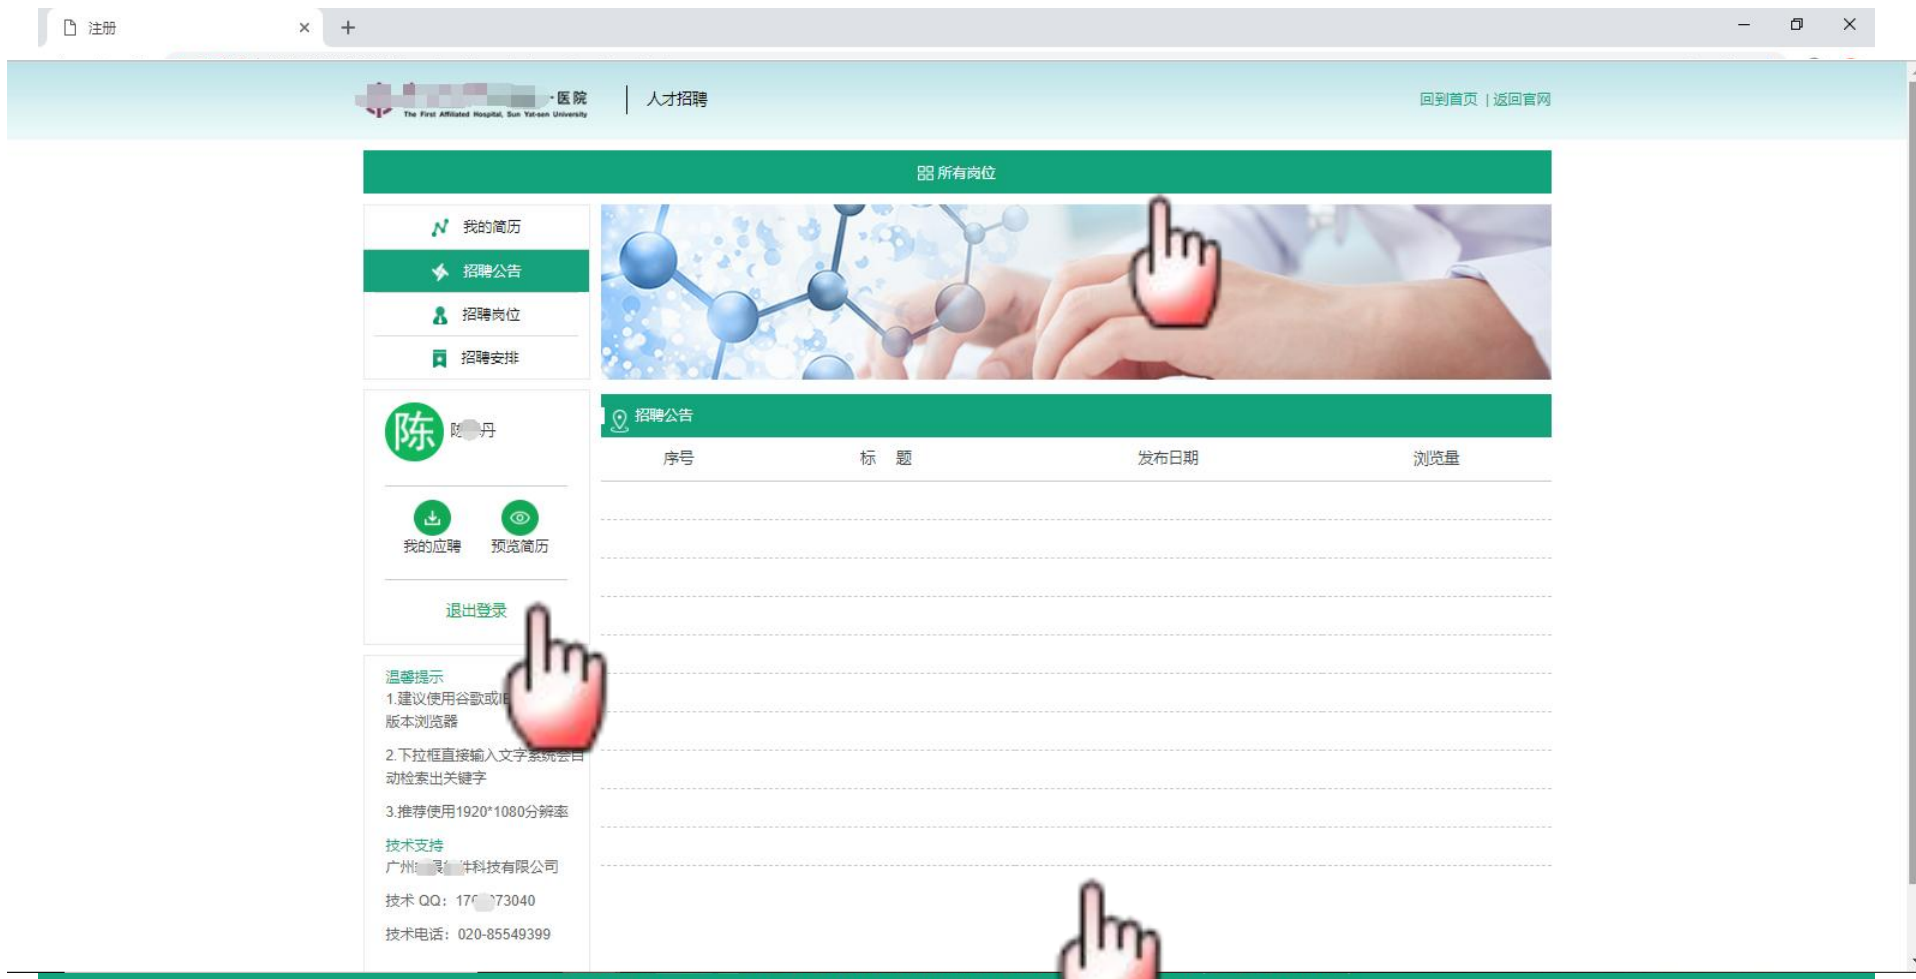 注册
医院
The First Affiliated Hospital, Sun Yat-sen University
人才招聘
回到首页 | 返回官网
所有岗位
我的简历
招聘公告
招聘岗位
招聘安排
陈
丹
我的应聘 预览简历
退出登录
招聘公告
序号 标 题 发布日期 浏览量
温馨提示
1.建议使用谷歌或
版本浏览器
2.下拉框直接输入文字系统会自
动检索出关键字
3.推荐使用1920*1080分辨率
技术支持
广州 件科技有限公司
技术 QQ：17 73040
技术电话：020-85549399